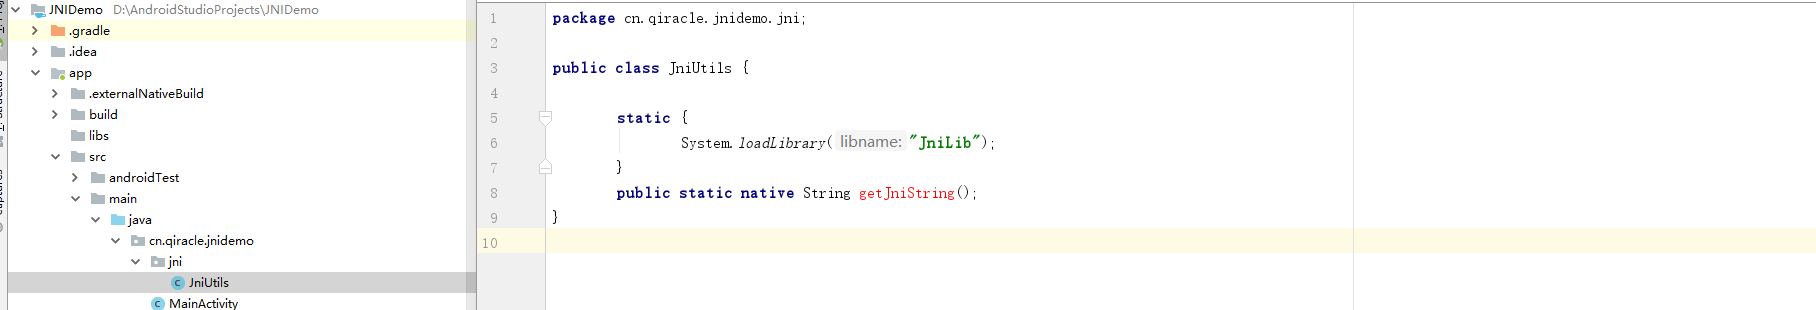 JNIDemo D:\AndroidStudioProjects\JNIDemo
.gradle
.idea
app
.externalNativeBuild
build
libs
src
androidTest
main
java
cn.qiracle.jnidemo
jni
JniUtils
MainActivity
1 package cn.qiracle.jnidemo.jni;
2
3 public class JniUtils {
4
5 static {
6 System.loadLibrary( libname: "JniLib");
7 }
8 public static native String getJniString();
9 }
10